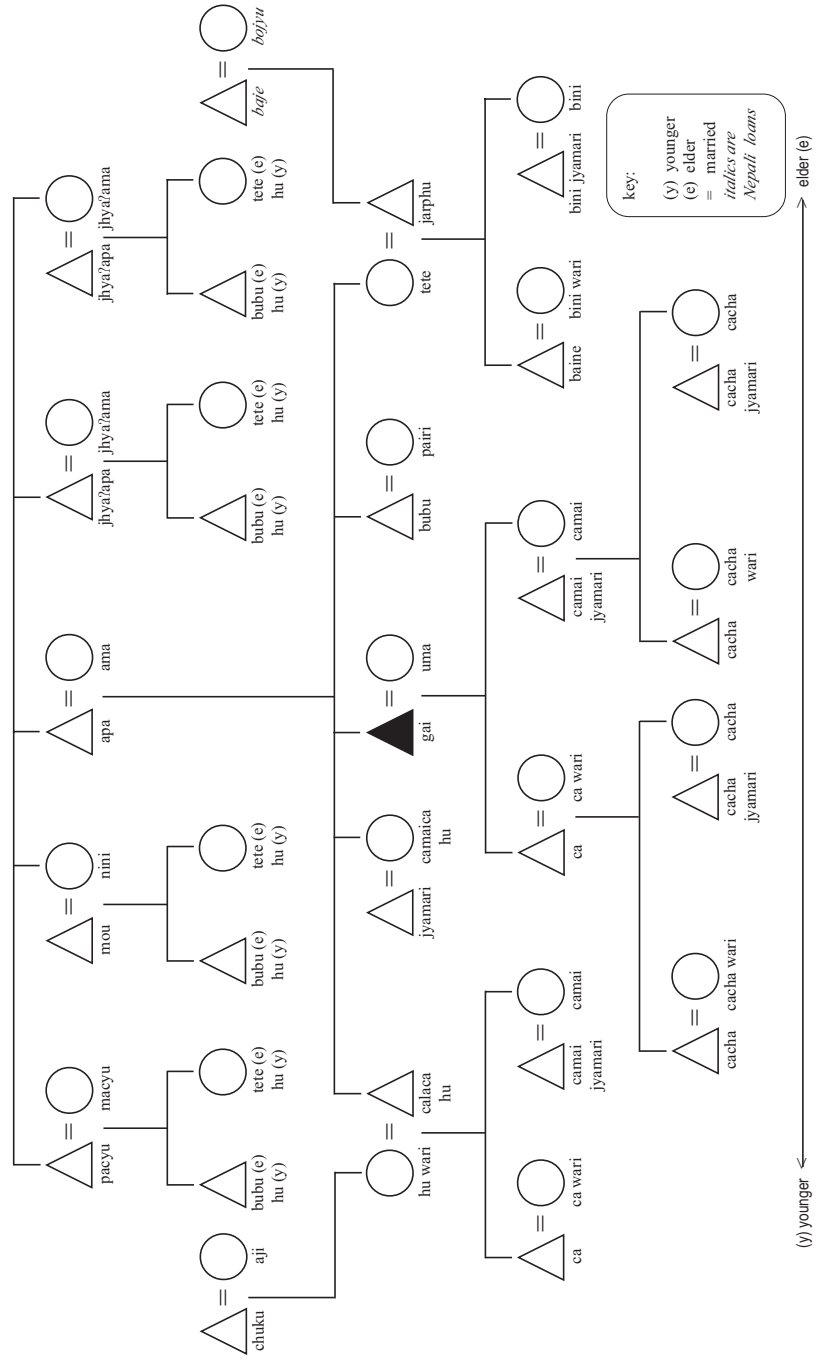 pacyu macyu mou nini apa ama jhya?apa jhya?ama jhya?apa jhya?ama
chuku aji bubu (e) tete (e) bubu (e) tete (e) bubu (e) tete (e) bubu (e) tete (e) baje bojyu
hu (y) hu (y) hu (y) hu (y) hu (y) hu (y) hu (y) hu (y)
hu wari calaca jyamari camaica gai uma bubu pairi tete jarphu
hu hu
ca ca wari camai camai ca ca wari camai camai baine bini wari bini jyamari bini
jyamari jyamari
cacha cacha wari cacha cacha cacha cacha cacha cacha
jyamari wari jyamari
key:
(y) younger
(e) elder
= married
italics are
Nepali loans
(y) younger elder (e)